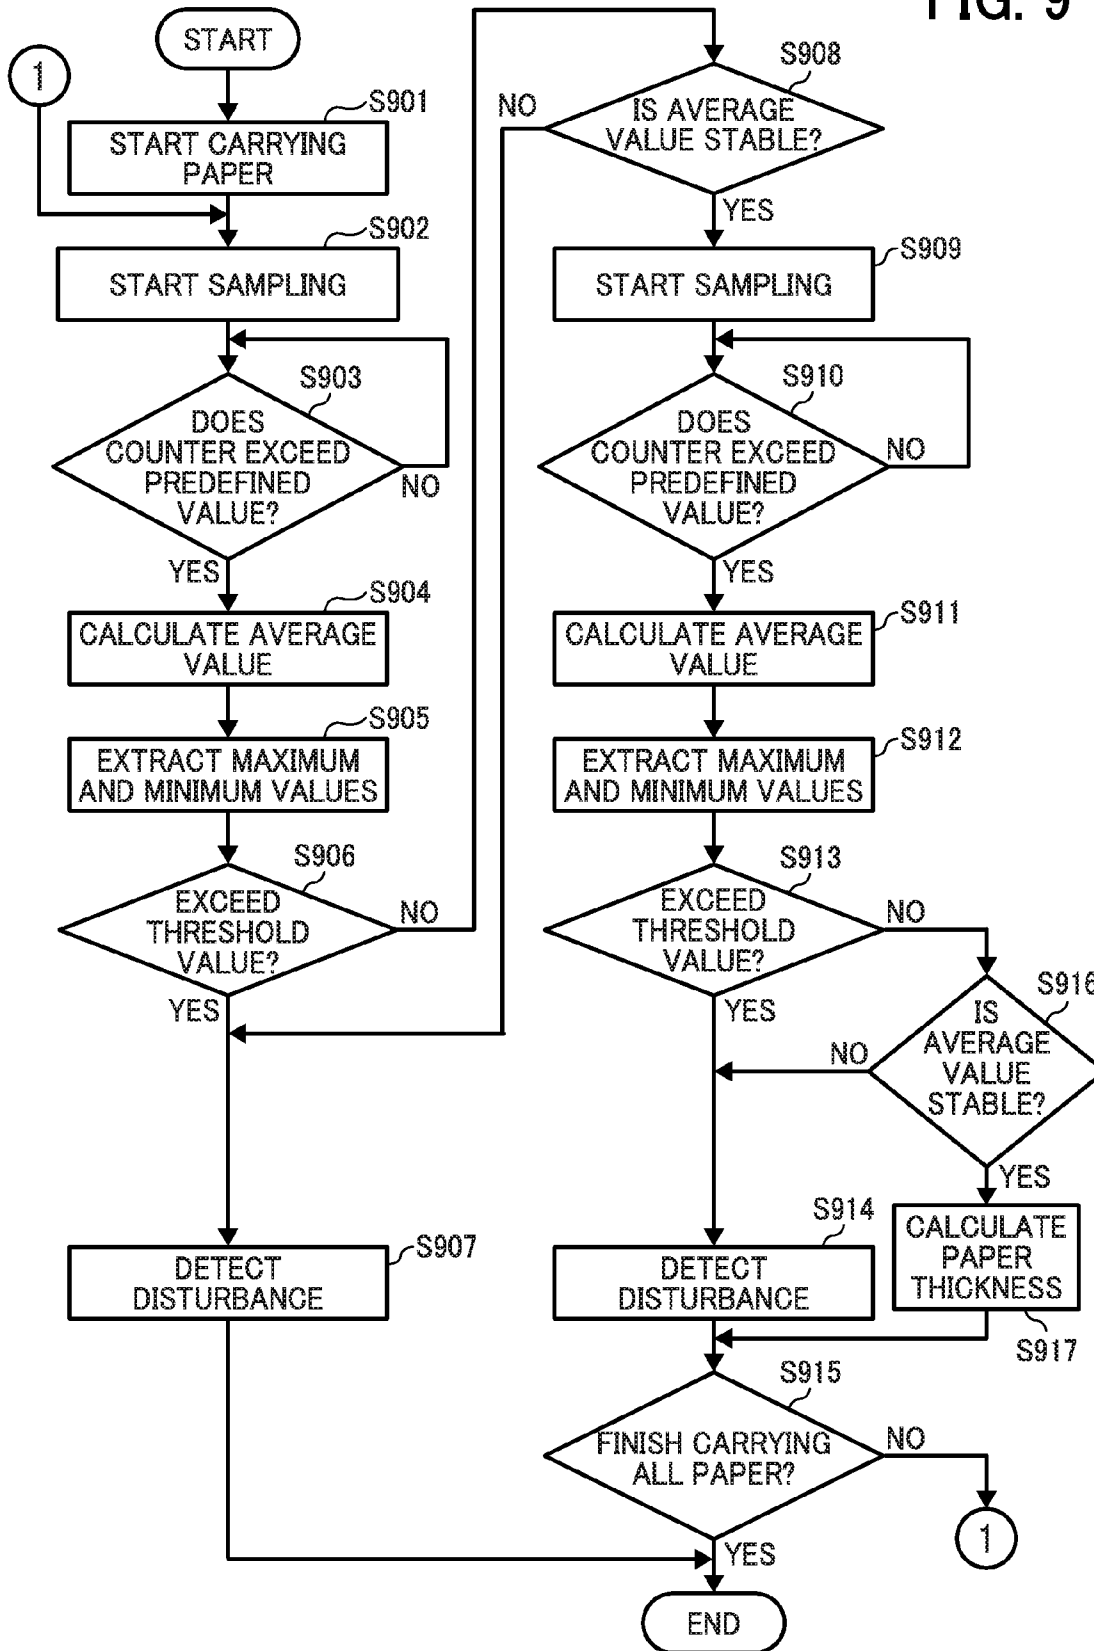 FIG. 9
START
1
S901
START CARRYING
PAPER
S902
START SAMPLING
S903
DOES
COUNTER EXCEED
PREDEFINED
VALUE?
NO
YES
S904
CALCULATE AVERAGE
VALUE
S905
EXTRACT MAXIMUM
AND MINIMUM VALUES
S906
EXCEED
THRESHOLD
VALUE?
NO
YES
S907
DETECT
DISTURBANCE
S908
IS AVERAGE
VALUE STABLE?
NO
YES
S909
START SAMPLING
S910
DOES
COUNTER EXCEED
PREDEFINED
VALUE?
NO
YES
S911
CALCULATE AVERAGE
VALUE
S912
EXTRACT MAXIMUM
AND MINIMUM VALUES
S913
EXCEED
THRESHOLD
VALUE?
NO
YES
S916
IS
AVERAGE
VALUE
STABLE?
NO
YES
S914
DETECT
DISTURBANCE
CALCULATE
PAPER
THICKNESS
S917
S915
FINISH CARRYING
ALL PAPER?
NO
1
YES
END